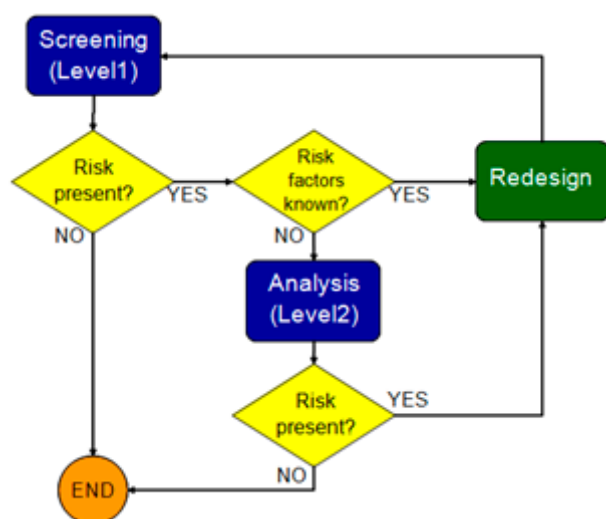 Screening
(Level1)
Risk
present?
YES
NO
Risk
factors
known?
YES
NO
Redesign
Analysis
(Level2)
Risk
present?
YES
NO
END